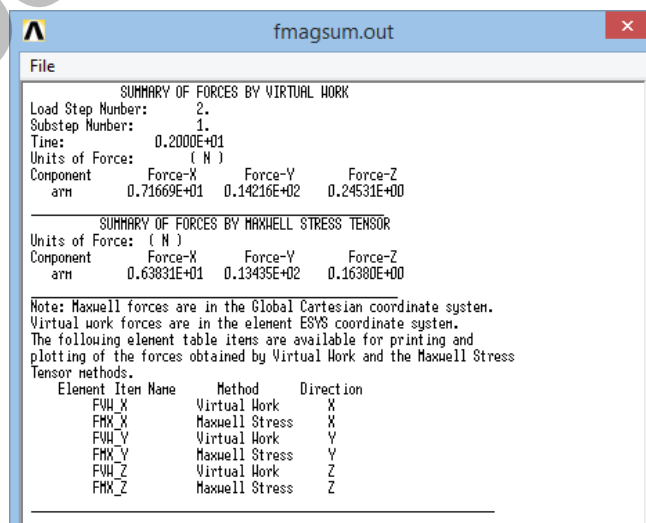 fmagsum.out
File
SUMMARY OF FORCES BY VIRTUAL WORK
Load Step Number: 2.
Substep Number: 1.
Time: 0.2000E+01
Units of Force: ( N )
Component Force-X Force-Y Force-Z
arm 0.71669E+01 0.14216E+02 0.24531E+00
SUMMARY OF FORCES BY MAXWELL STRESS TENSOR
Units of Force: ( N )
Component Force-X Force-Y Force-Z
arm 0.63831E+01 0.13435E+02 0.16380E+00
Note: Maxwell forces are in the Global Cartesian coordinate system.
Virtual work forces are in the element ESYS coordinate system.
The following element table items are available for printing and
plotting of the forces obtained by Virtual Work and the Maxwell Stress
Tensor methods.
Element Item Name Method Direction
FVW_X Virtual Work X
FMX_X Maxwell Stress X
FVW_Y Virtual Work Y
FMX_Y Maxwell Stress Y
FVW_Z Virtual Work Z
FMX_Z Maxwell Stress Z